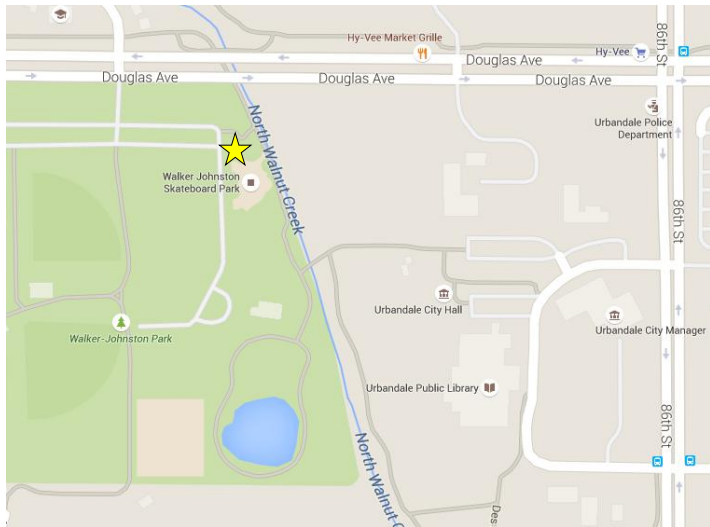 Hy-Vee Market Grille
Hy-Vee
86th St
Douglas Ave
Douglas Ave
Douglas Ave
Douglas Ave
North Walnut Creek
Urbandale Police
Department
Walker Johnston
Skateboard Park
86th St
Urbandale City Hall
Urbandale City Manager
Walker-Johnston Park
Urbandale Public Library
86th St
North Walnut C
Des